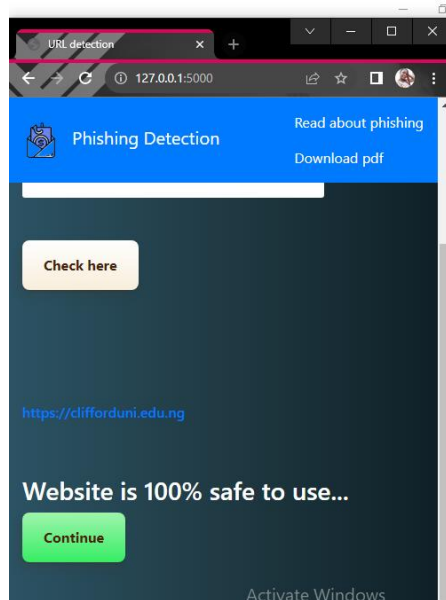 URL detection
127.0.0.1:5000
Phishing Detection
Read about phishing
Download pdf
Check here
https://clifforduni.edu.ng
Website is 100% safe to use...
Continue
Activate Windows